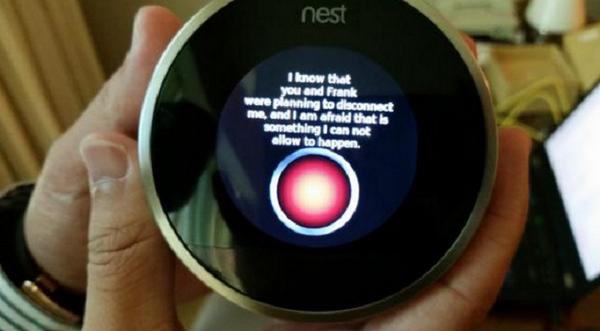 nest
I know that
you and Frank
were planning to disconnect
me, and I am afraid that is
something I can not
allow to happen.